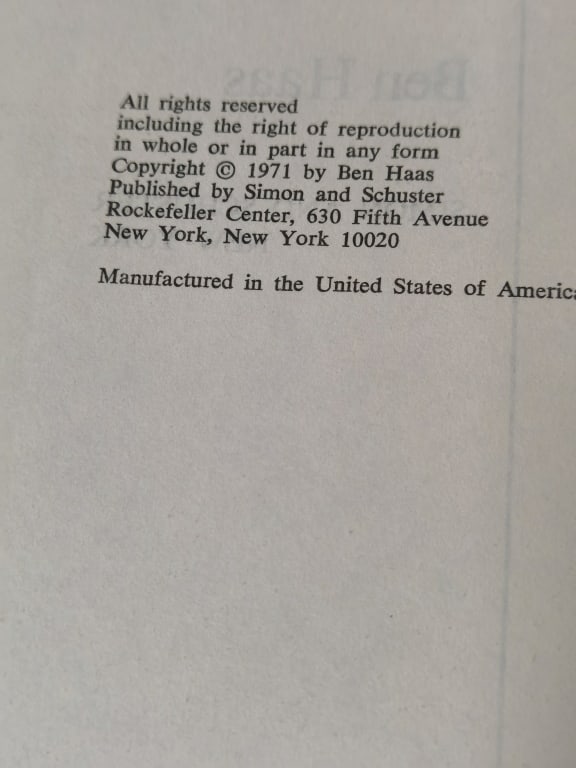 All rights reserved
including the right of reproduction
in whole or in part in any form
Copyright © 1971 by Ben Haas
Published by Simon and Schuster
Rockefeller Center, 630 Fifth Avenue
New York, New York 10020
Manufactured in the United States of America